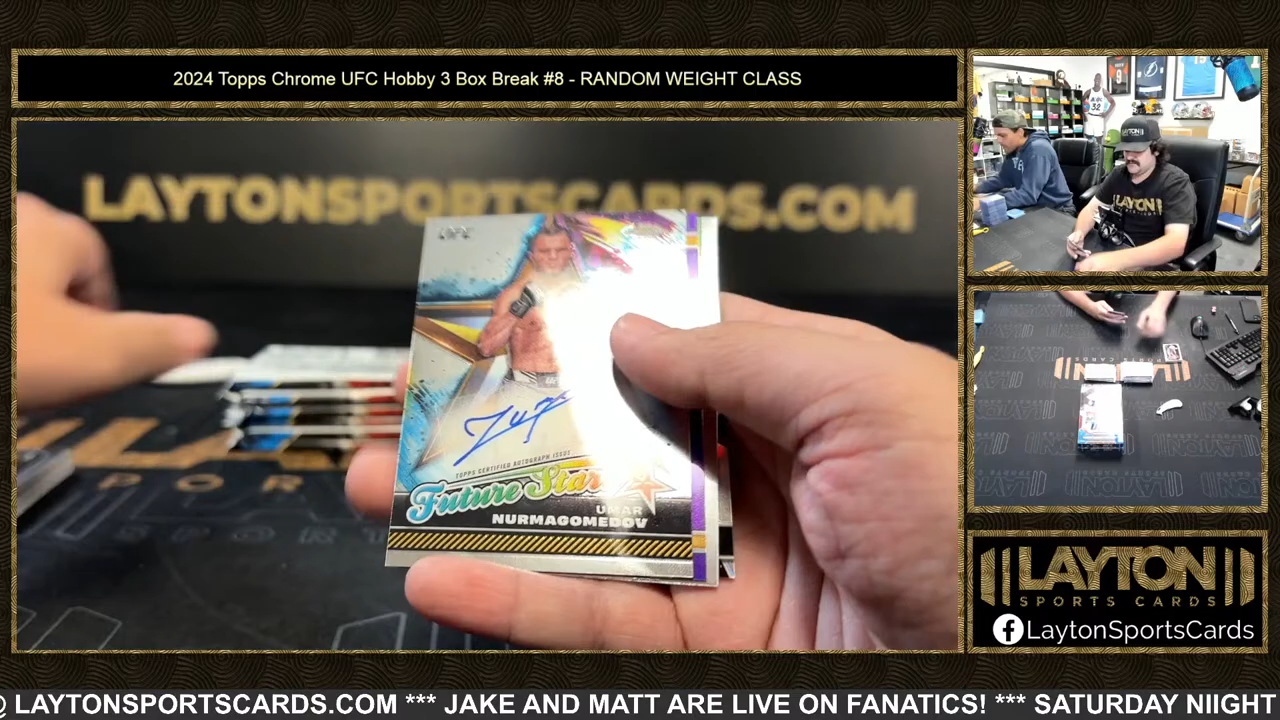 2024 Topps Chrome UFC Hobby 3 Box Break #8 - RANDOM WEIGHT CLASS
LAYTONSPORTSCARDS.COM
UFC
TOPPS CERTIFIED AUTOGRAPH ISSUE
Future Stars
UMAR
NURMAGOMEDOV
LAYTON
32
LAYTON
SPORTS CARDS
LaytonSportsCards
LAYTONSPORTSCARDS.COM *** JAKE AND MATT ARE LIVE ON FANATICS! *** SATURDAY NIIGHT